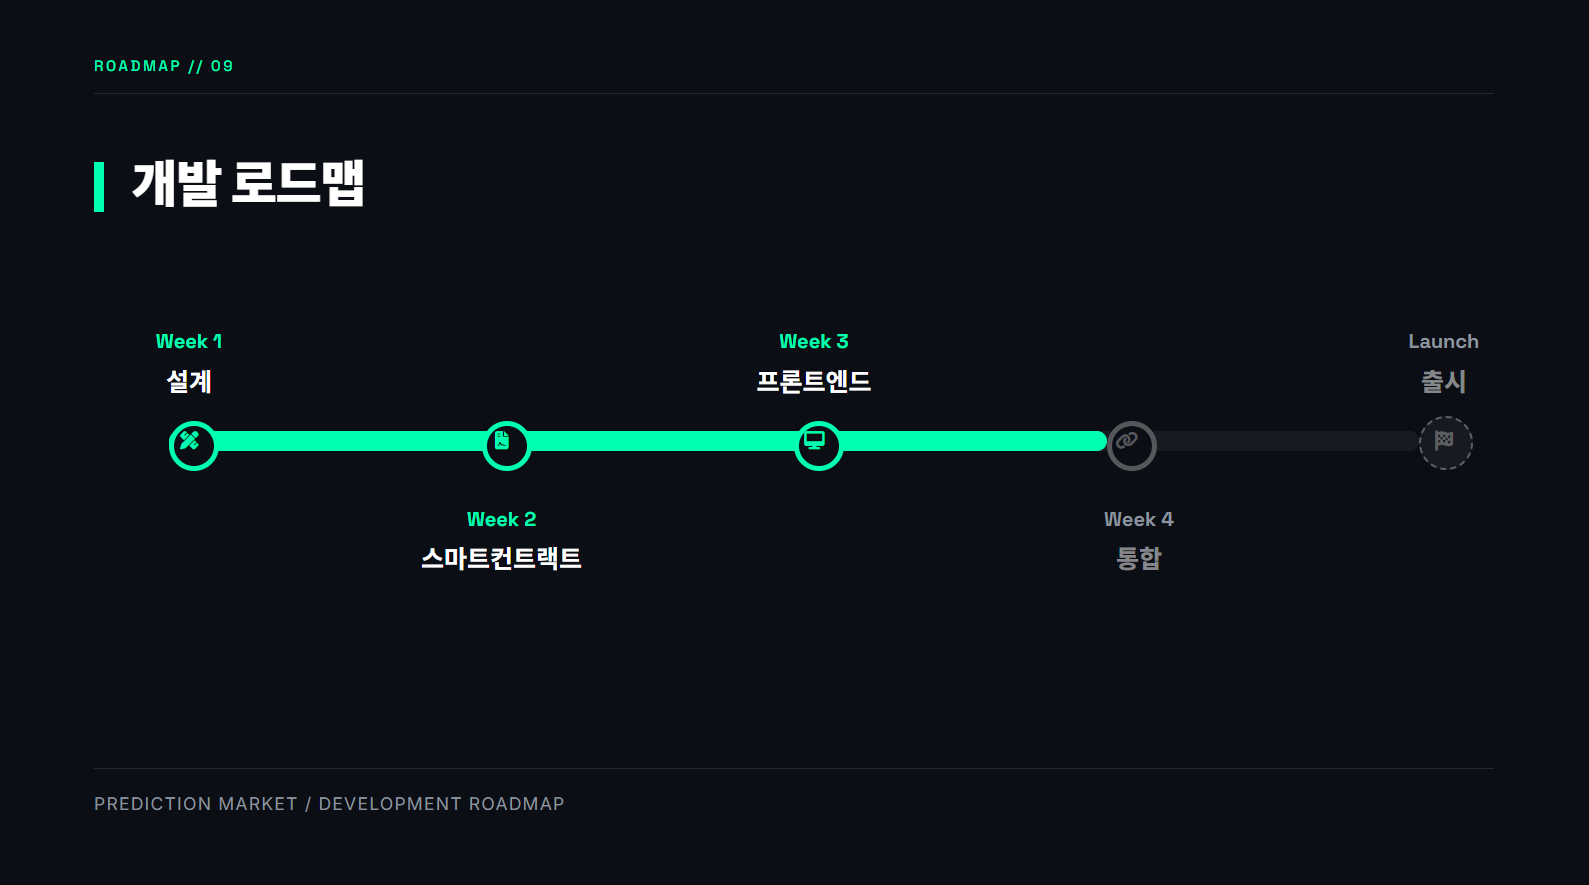 ROADMAP // 09
개발 로드맵
Week 1
설계
Week 2
스마트컨트랙트
Week 3
프론트엔드
Week 4
통합
Launch
출시
PREDICTION MARKET / DEVELOPMENT ROADMAP